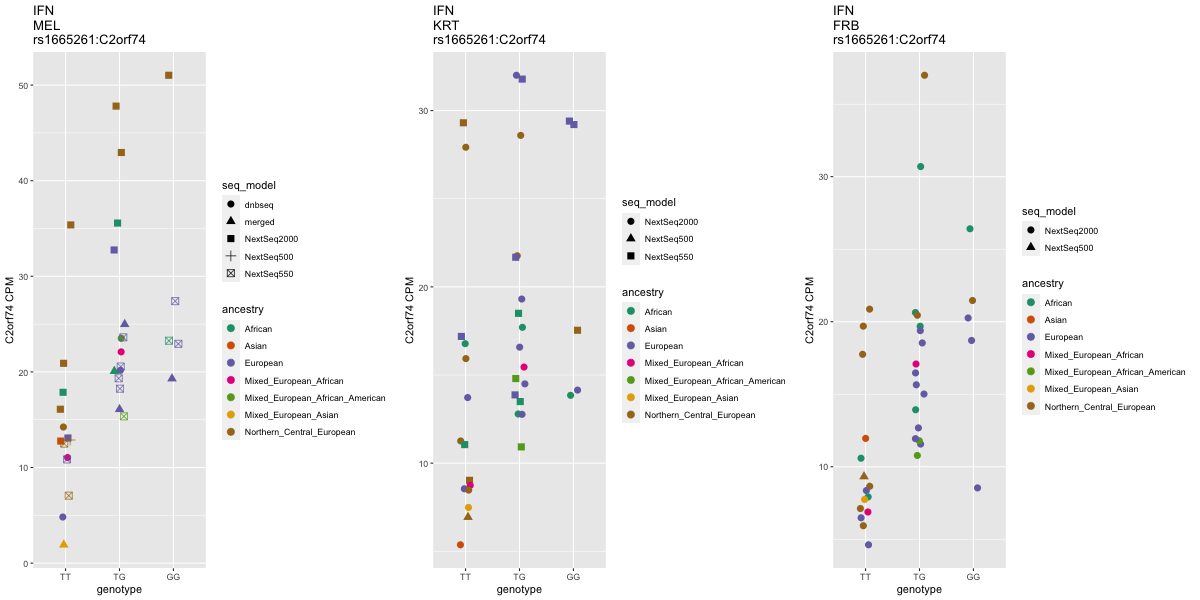 IFN
MEL
rs1665261:C2orf74
C2orf74 CPM
50
40
30
20
10
0
TT
TG
GG
genotype
seq_model
dnbseq
merged
NextSeq2000
NextSeq500
NextSeq550
ancestry
African
Asian
European
Mixed_European_African
Mixed_European_African_American
Mixed_European_Asian
Northern_Central_European
IFN
KRT
rs1665261:C2orf74
C2orf74 CPM
30
20
10
TT
TG
GG
genotype
seq_model
NextSeq2000
NextSeq500
NextSeq550
ancestry
African
Asian
European
Mixed_European_African
Mixed_European_African_American
Mixed_European_Asian
Northern_Central_European
IFN
FRB
rs1665261:C2orf74
C2orf74 CPM
30
20
10
TT
TG
GG
genotype
seq_model
NextSeq2000
NextSeq500
ancestry
African
Asian
European
Mixed_European_African
Mixed_European_African_American
Mixed_European_Asian
Northern_Central_European